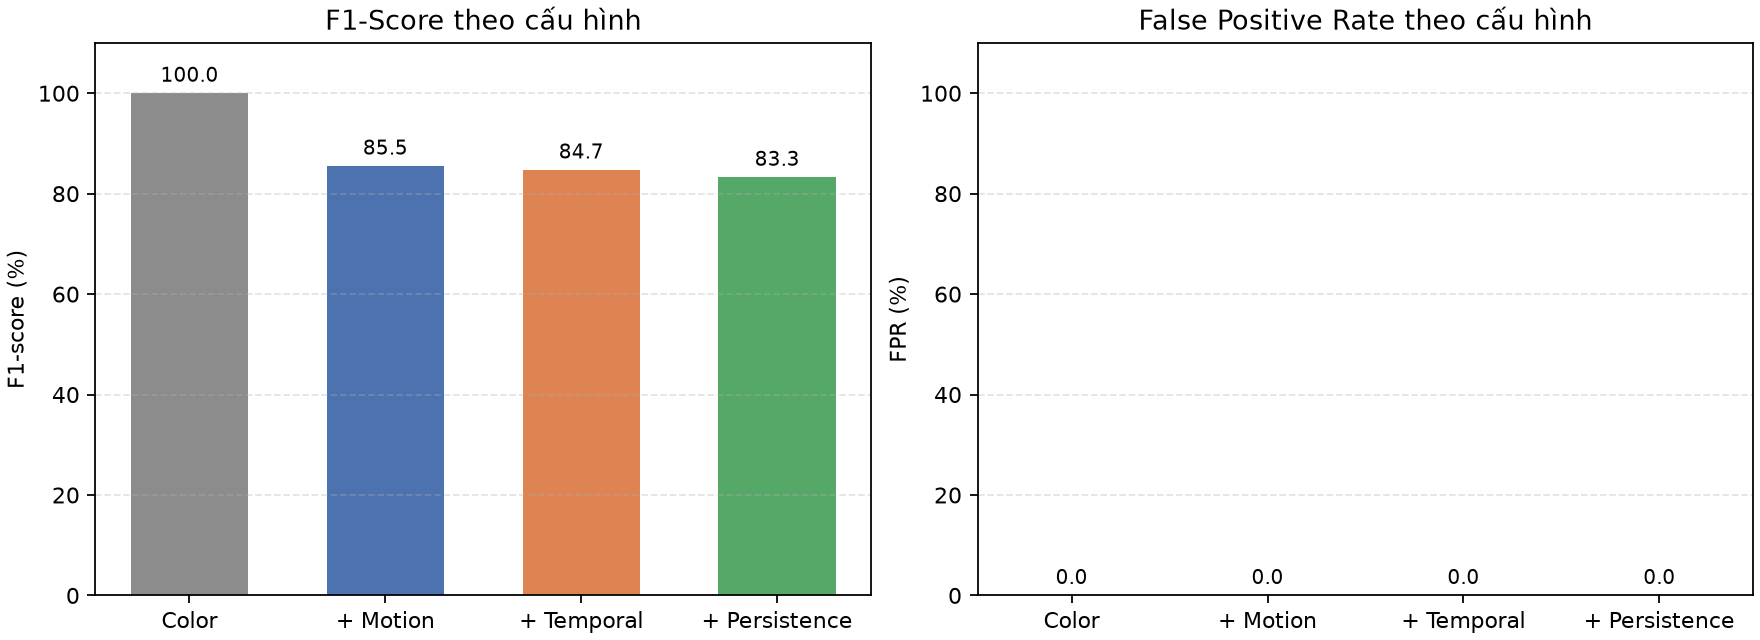 F1-Score theo cấu hình
F1-score (%)
100
80
60
40
20
0
100.0
85.5
84.7
83.3
Color
+ Motion
+ Temporal
+ Persistence
False Positive Rate theo cấu hình
FPR (%)
100
80
60
40
20
0
0.0
0.0
0.0
0.0
Color
+ Motion
+ Temporal
+ Persistence